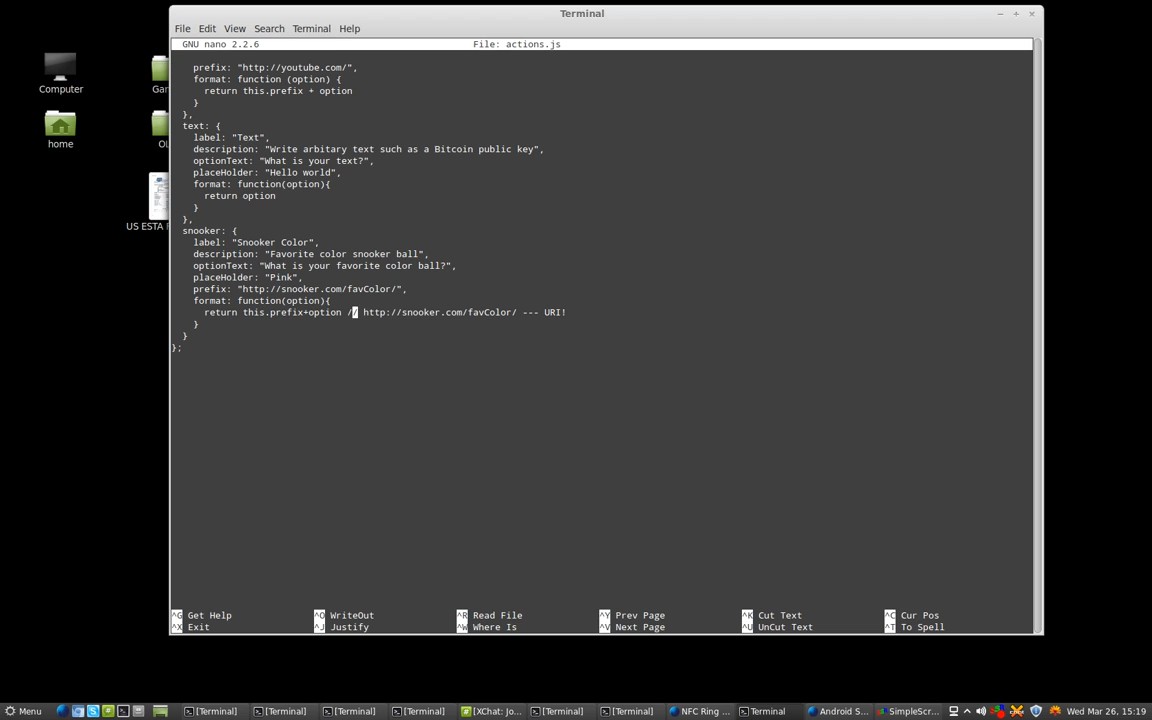 Terminal
File Edit View Search Terminal Help
GNU nano 2.2.6 File: actions.js
prefix: "http://youtube.com/",
format: function (option) {
return this.prefix + option
}
},
text: {
label: "Text",
description: "Write arbitary text such as a Bitcoin public key",
optionText: "What is your text?",
placeHolder: "Hello world",
format: function(option){
return option
}
},
snooker: {
label: "Snooker Color",
description: "Favorite color snooker ball",
optionText: "What is your favorite color ball?",
placeHolder: "Pink",
prefix: "http://snooker.com/favColor/",
format: function(option){
return this.prefix+option // http://snooker.com/favColor/ --- URI!
}
}
};
^G Get Help ^O WriteOut ^R Read File ^Y Prev Page ^K Cut Text ^C Cur Pos
^X Exit ^J Justify ^W Where Is ^V Next Page ^U UnCut Text ^T To Spell
Computer
home
Gar
OL
US ESTA
Menu [Terminal] [Terminal] [Terminal] [Terminal] [XChat: Jo... [Terminal] [Terminal] NFC Ring ... Terminal Android S... SimpleScr... Wed Mar 26, 15:19